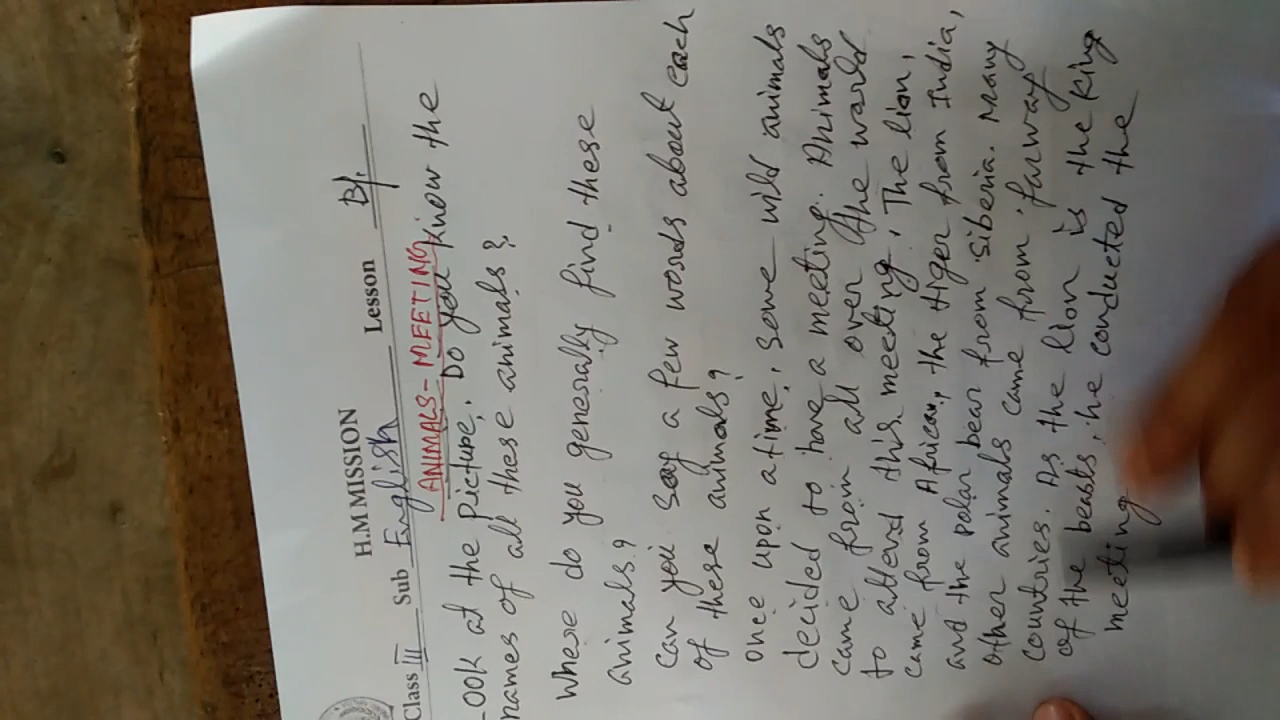 H.M MISSION
Class III Sub English Lesson
ANIMALS-MEETING
Look at the picture. Do you know the
names of all these animals?
Where do you generally find these
animals?
Can you say a few words about each
of these animals?
Once upon a time, some wild animals
decided to have a meeting. Animals
came from all over the world
to attend this meeting. The lion,
came from Africa, the tiger from India,
and the polar bear from Siberia. Many
other animals came from farway
countries. As the lion is the king
of the beasts, he conducted the
meeting